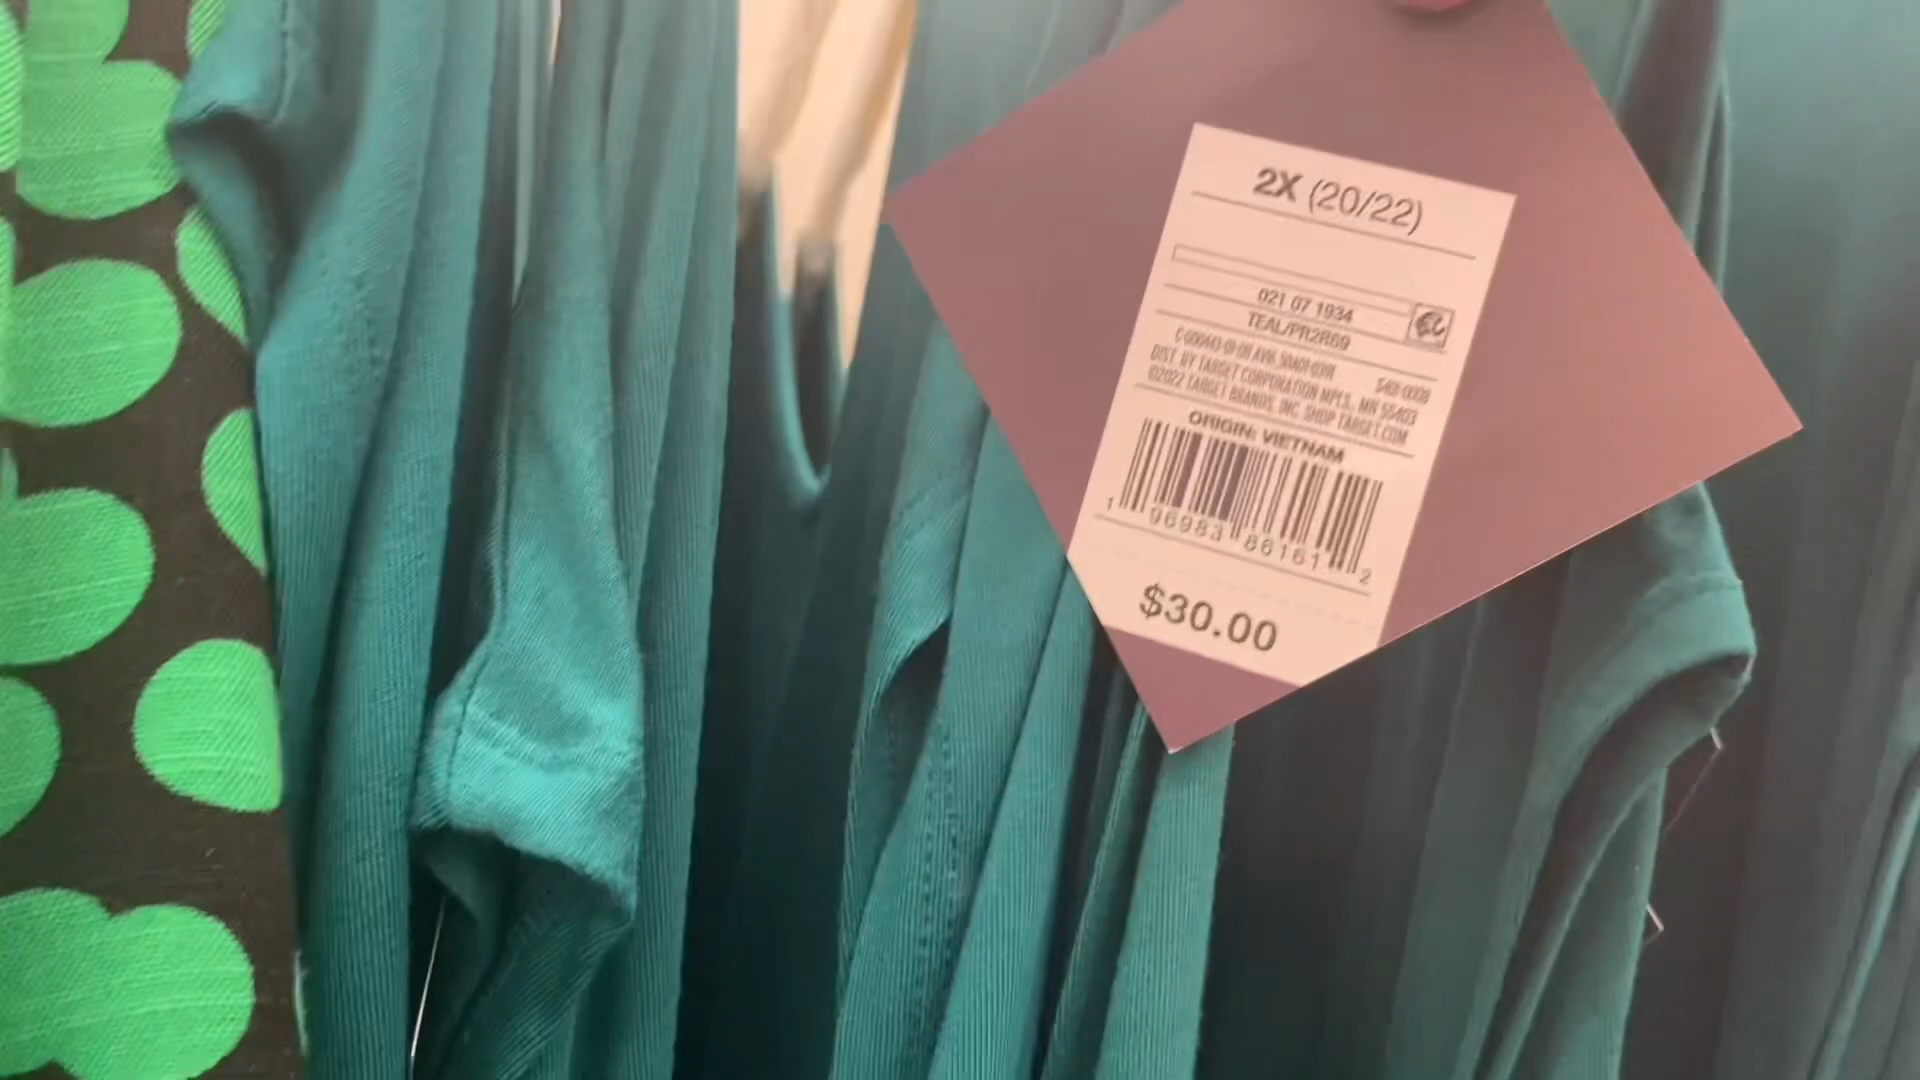 2X (20/22)
021 07 1934
TEAL/PR2R69
DIST. BY TARGET CORPORATION MPLS., MN 55403
©2022 TARGET BRANDS, INC. SHOP TARGET.COM
ORIGIN: VIETNAM
1 96983 86161 2
$30.00